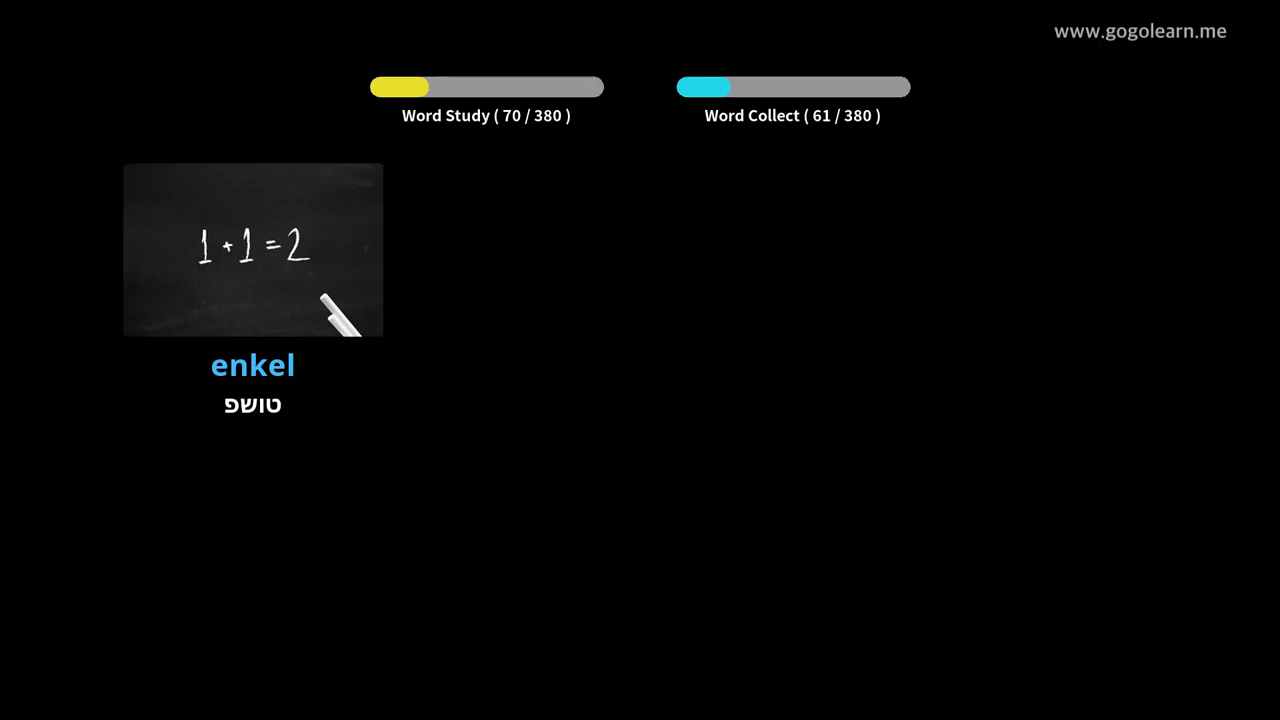 www.gogolearn.me
Word Study ( 70 / 380 )
Word Collect ( 61 / 380 )
1 + 1 = 2
enkel
טושפ